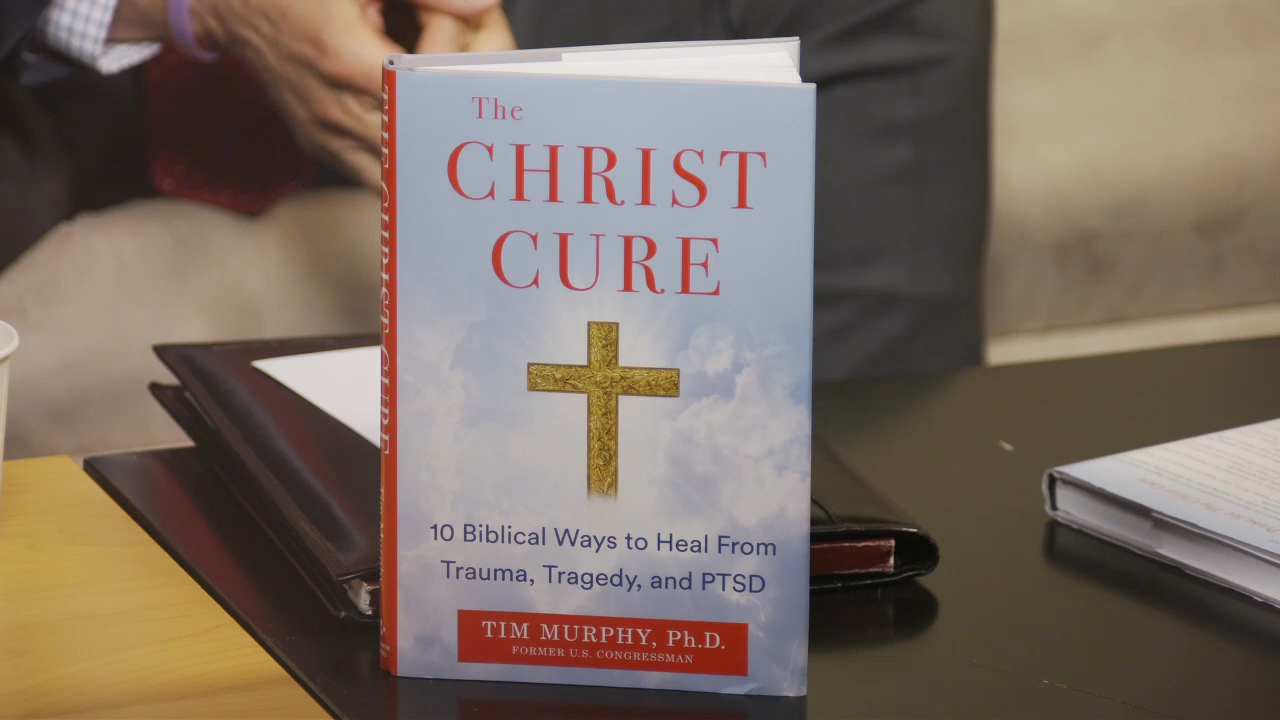 The
CHRIST
CURE
10 Biblical Ways to Heal From
Trauma, Tragedy, and PTSD
TIM MURPHY, Ph.D.
FORMER U.S. CONGRESSMAN
THE CHRIST CURE